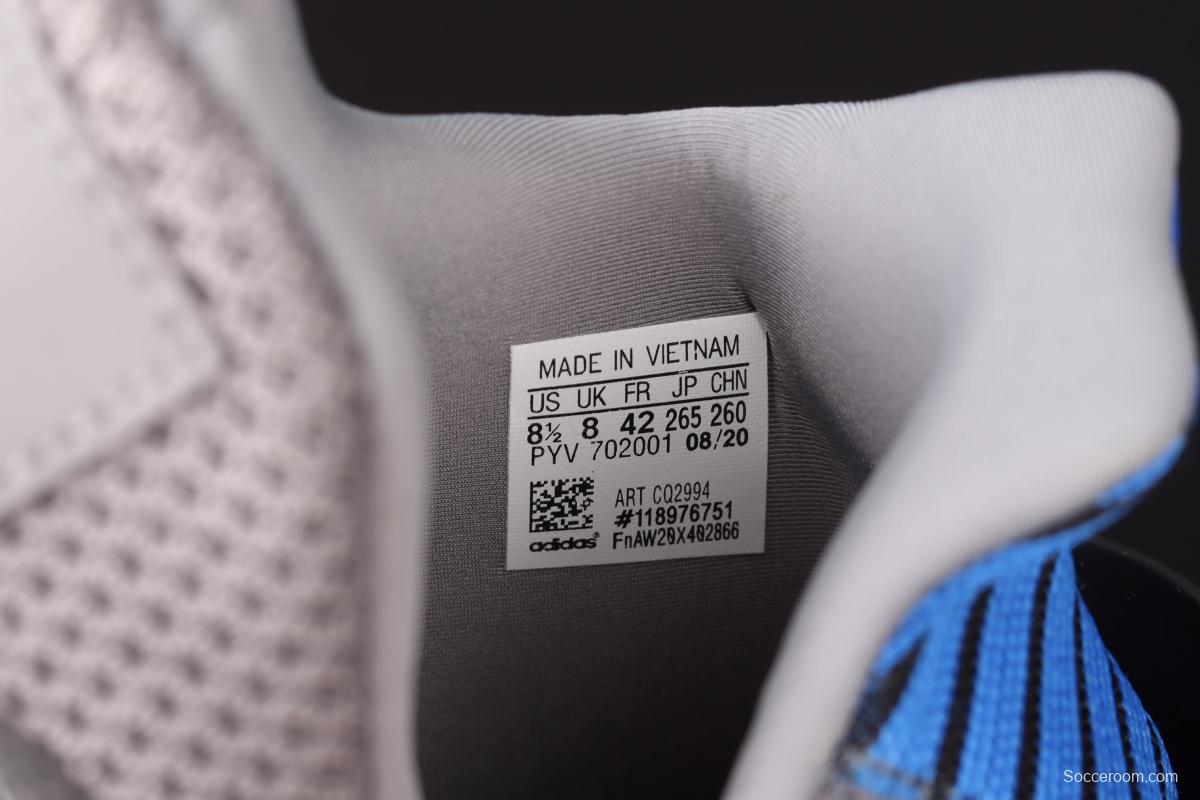 MADE IN VIETNAM
US UK FR JP CHN
8½ 8 42 265 260
PYV 702001 08/20
ART CQ2994
#118976751
adidas® FnAW20X402866
Socceroom.com